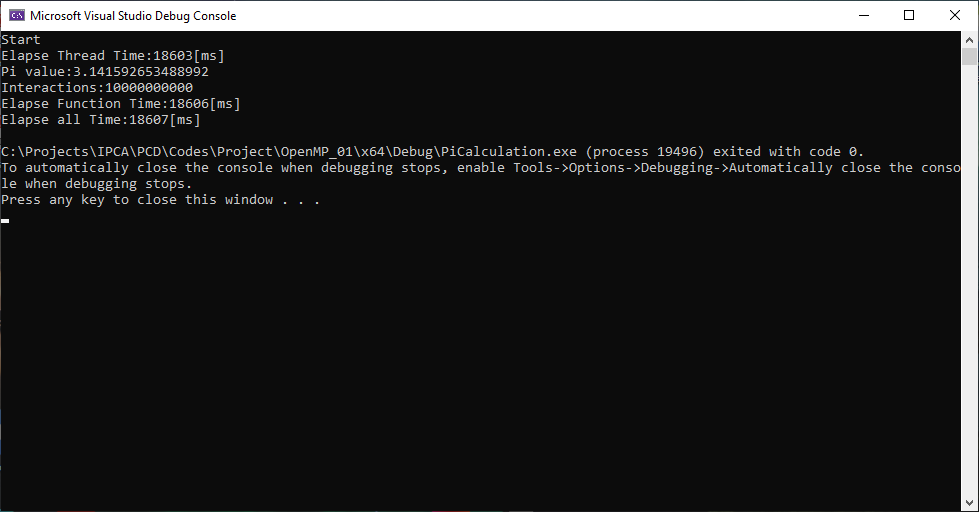 Microsoft Visual Studio Debug Console
Start
Elapse Thread Time:18603[ms]
Pi value:3.141592653488992
Interactions:10000000000
Elapse Function Time:18606[ms]
Elapse all Time:18607[ms]
C:\Projects\IPCA\PCD\Codes\Project\OpenMP_01\x64\Debug\PiCalculation.exe (process 19496) exited with code 0.
To automatically close the console when debugging stops, enable Tools->Options->Debugging->Automatically close the conso
le when debugging stops.
Press any key to close this window . . .